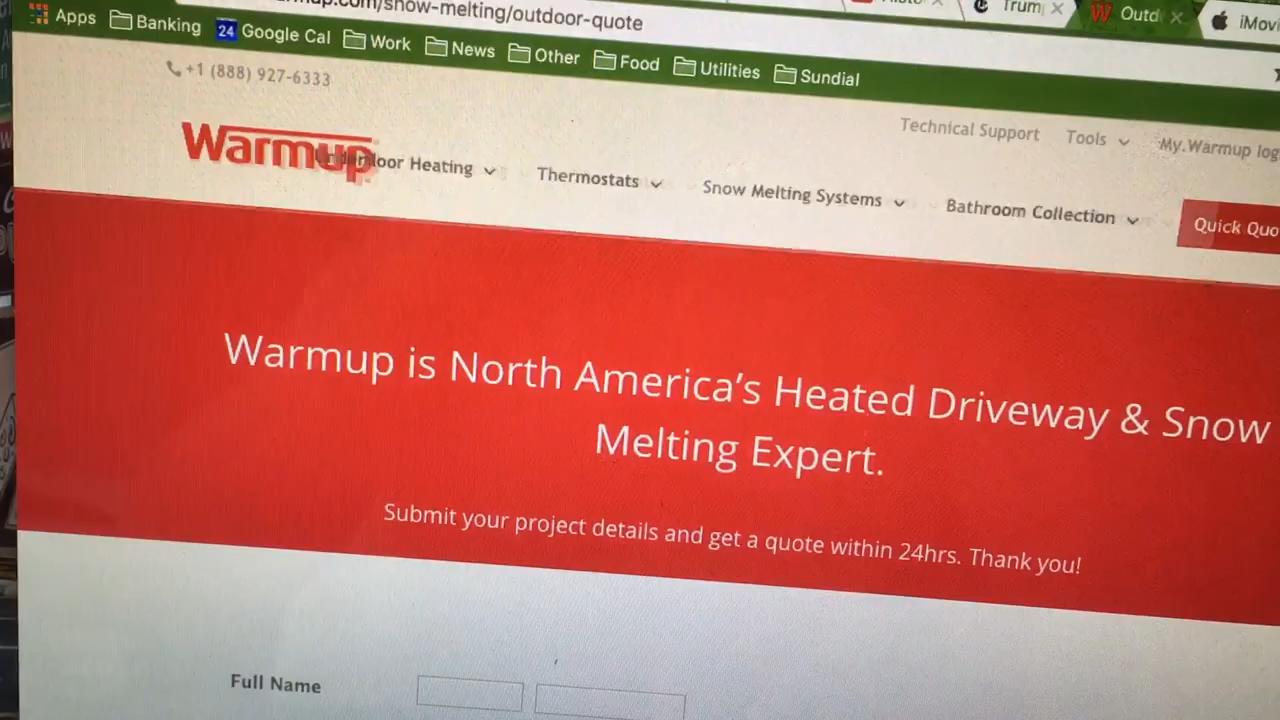 /snow-melting/outdoor-quote
Trum
Outd
iMovi
Apps Banking 24 Google Cal Work News Other Food Utilities Sundial
+1 (888) 927-6333
Technical Support Tools My.Warmup log
Warmup
Underfloor Heating Thermostats Snow Melting Systems Bathroom Collection Quick Quo
Warmup is North America's Heated Driveway & Snow
Melting Expert.
Submit your project details and get a quote within 24hrs. Thank you!
Full Name